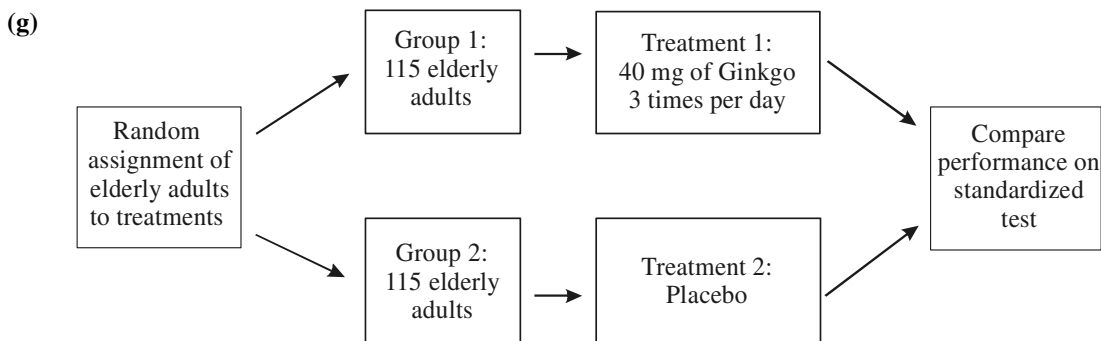 (g)
Group 1:
115 elderly
adults
Treatment 1:
40 mg of Ginkgo
3 times per day
Random
assignment of
elderly adults
to treatments
Compare
performance on
standardized
test
Group 2:
115 elderly
adults
Treatment 2:
Placebo